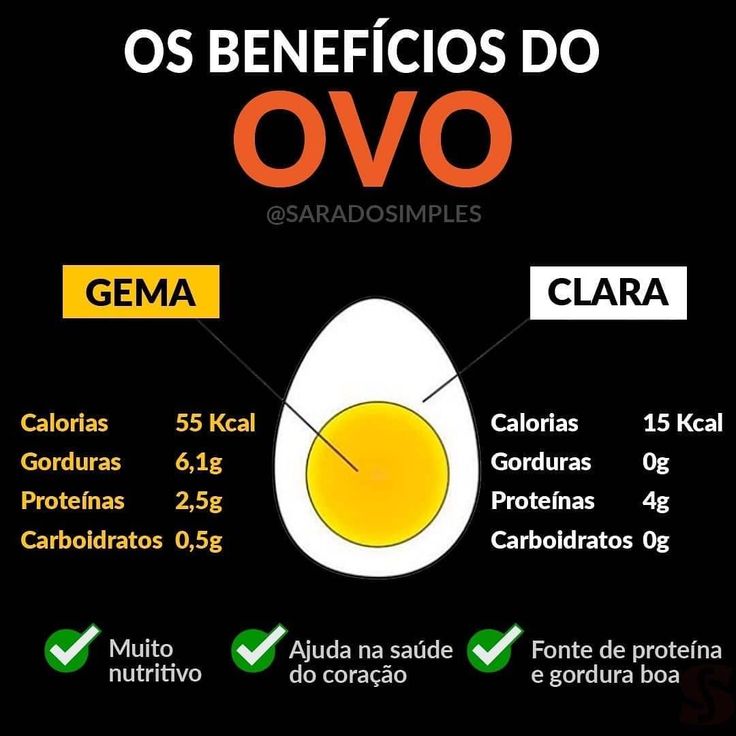 OS BENEFÍCIOS DO
OVO
@SARADOSIMPLES
GEMA
CLARA
Calorias 55 Kcal
Gorduras 6,1g
Proteínas 2,5g
Carboidratos 0,5g
Calorias 15 Kcal
Gorduras 0g
Proteínas 4g
Carboidratos 0g
Muito
nutritivo
Ajuda na saúde
do coração
Fonte de proteína
e gordura boa